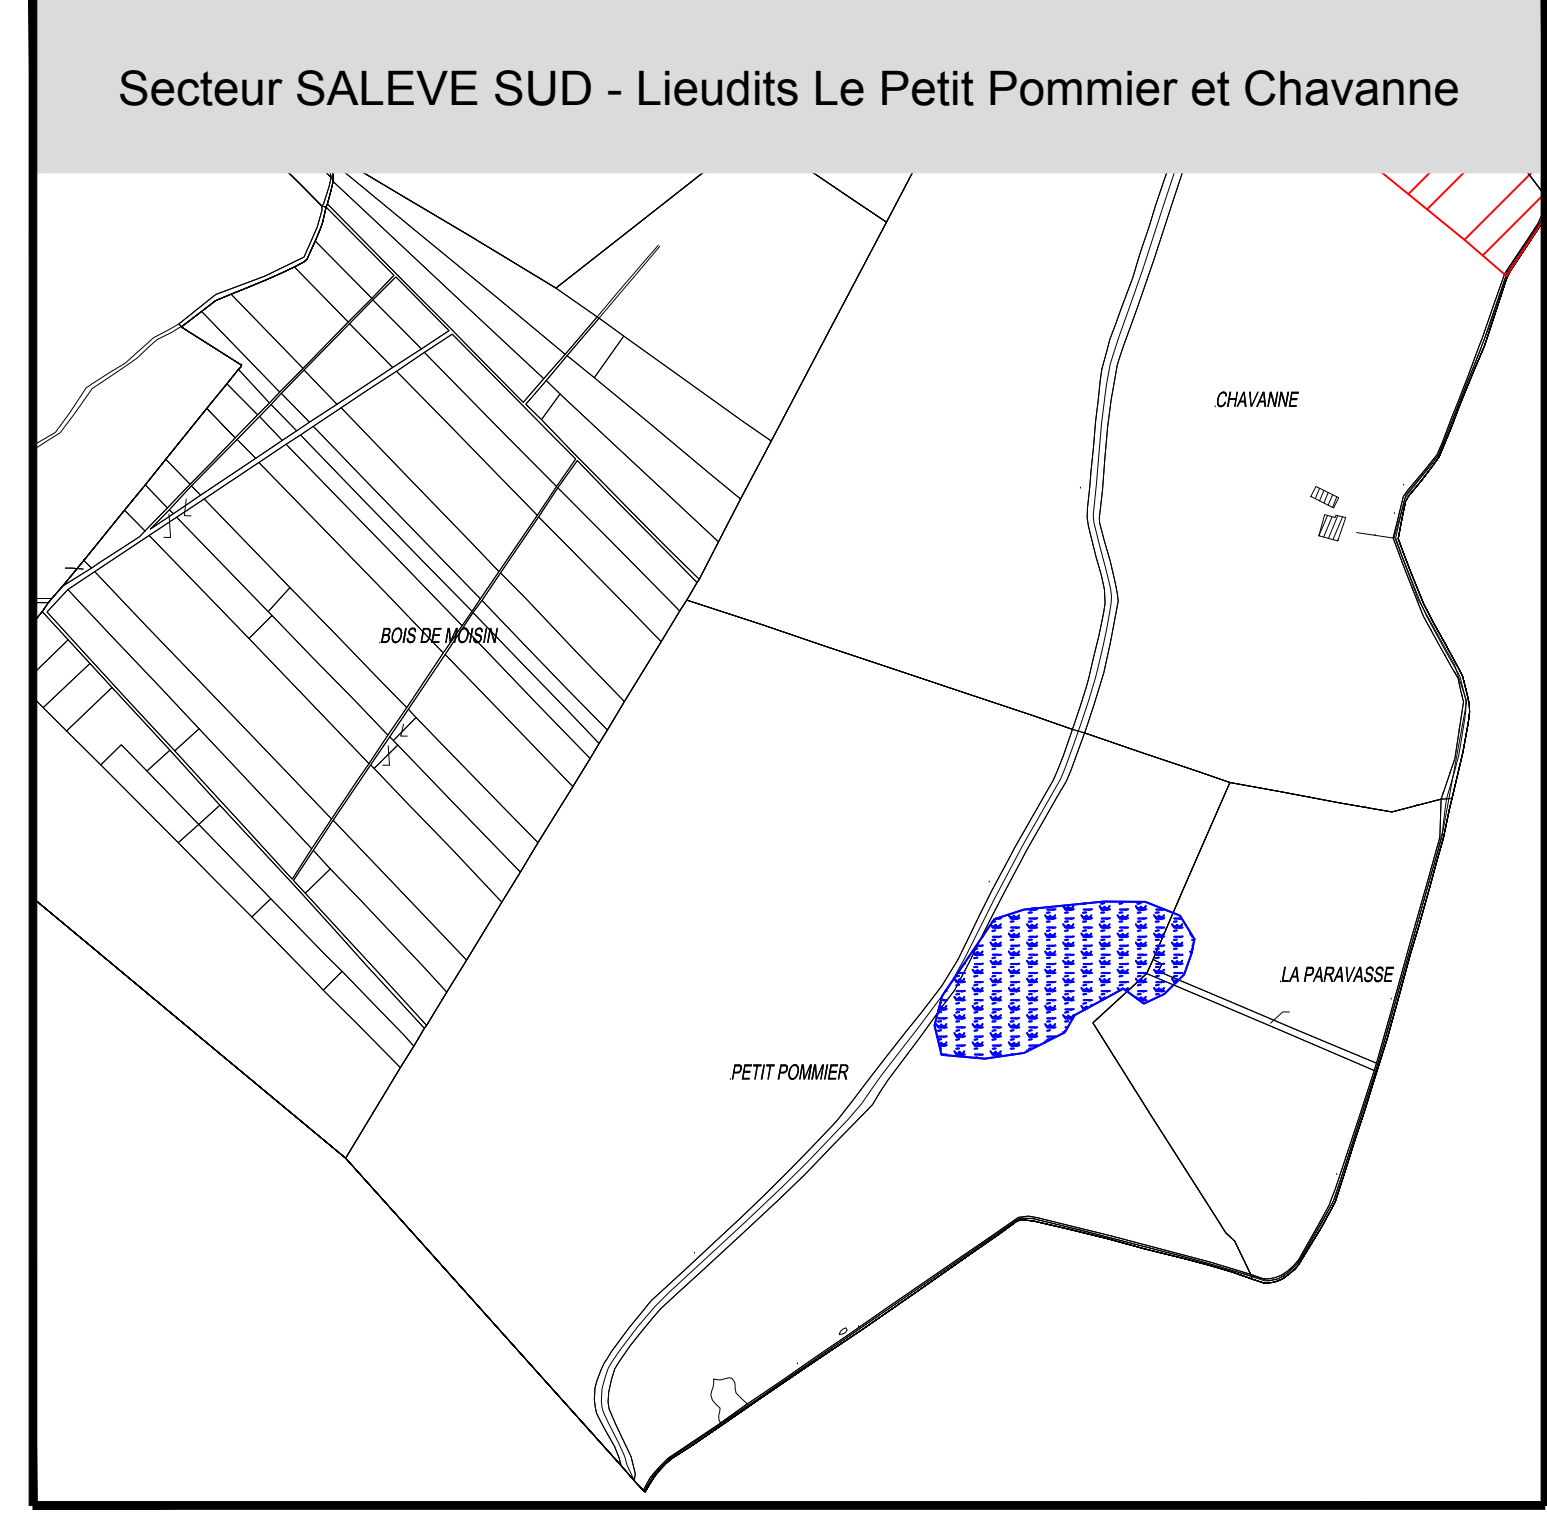 Secteur SALEVE SUD - Lieudits Le Petit Pommier et Chavanne
CHAVANNE
BOIS DE MOISIN
LA PARAVASSE
PETIT POMMIER